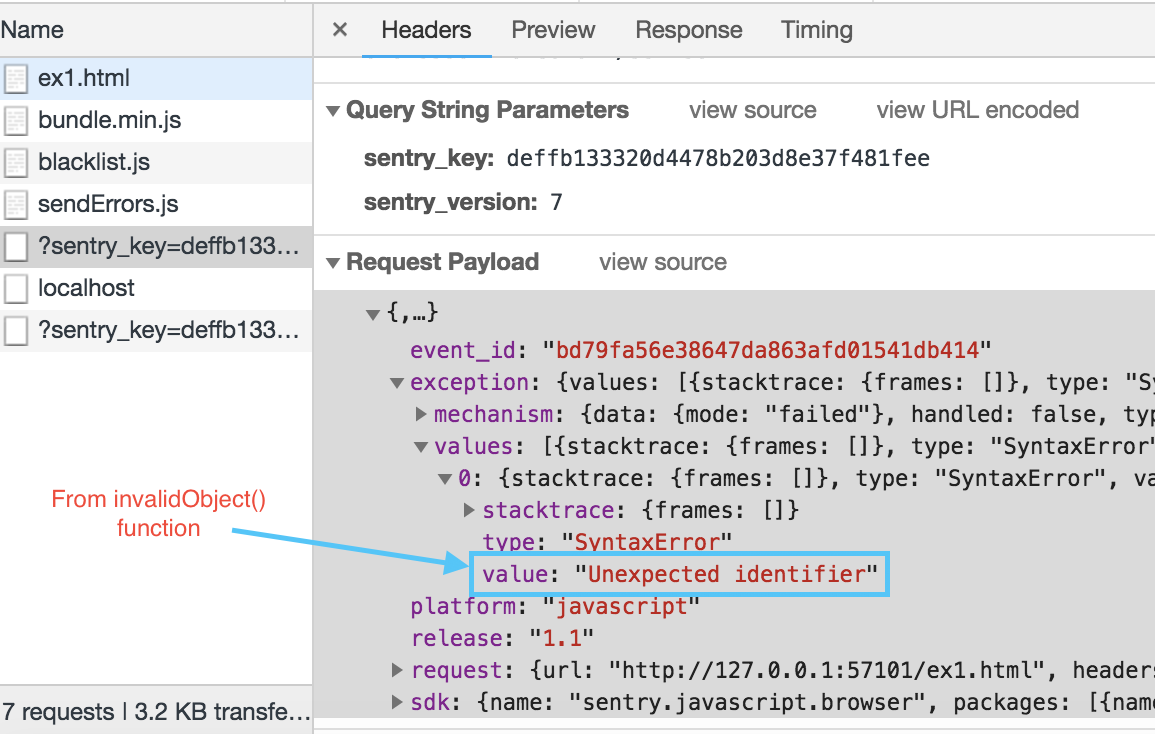 Name
ex1.html
bundle.min.js
blacklist.js
sendErrors.js
?sentry_key=deffb133...
localhost
?sentry_key=deffb133...
From invalidObject()
function
7 requests | 3.2 KB transfe...
× Headers Preview Response Timing
▼ Query String Parameters view source view URL encoded
sentry_key: deffb133320d4478b203d8e37f481fee
sentry_version: 7
▼ Request Payload view source
▼ {,…}
event_id: "bd79fa56e38647da863afd01541db414"
▼ exception: {values: [{stacktrace: {frames: []}, type: "Sy
▶ mechanism: {data: {mode: "failed"}, handled: false, typ
▼ values: [{stacktrace: {frames: []}, type: "SyntaxError"
▼ 0: {stacktrace: {frames: []}, type: "SyntaxError", va
▶ stacktrace: {frames: []}
type: "SyntaxError"
value: "Unexpected identifier"
platform: "javascript"
release: "1.1"
▶ request: {url: "http://127.0.0.1:57101/ex1.html", headers
▶ sdk: {name: "sentry.javascript.browser", packages: [{nam